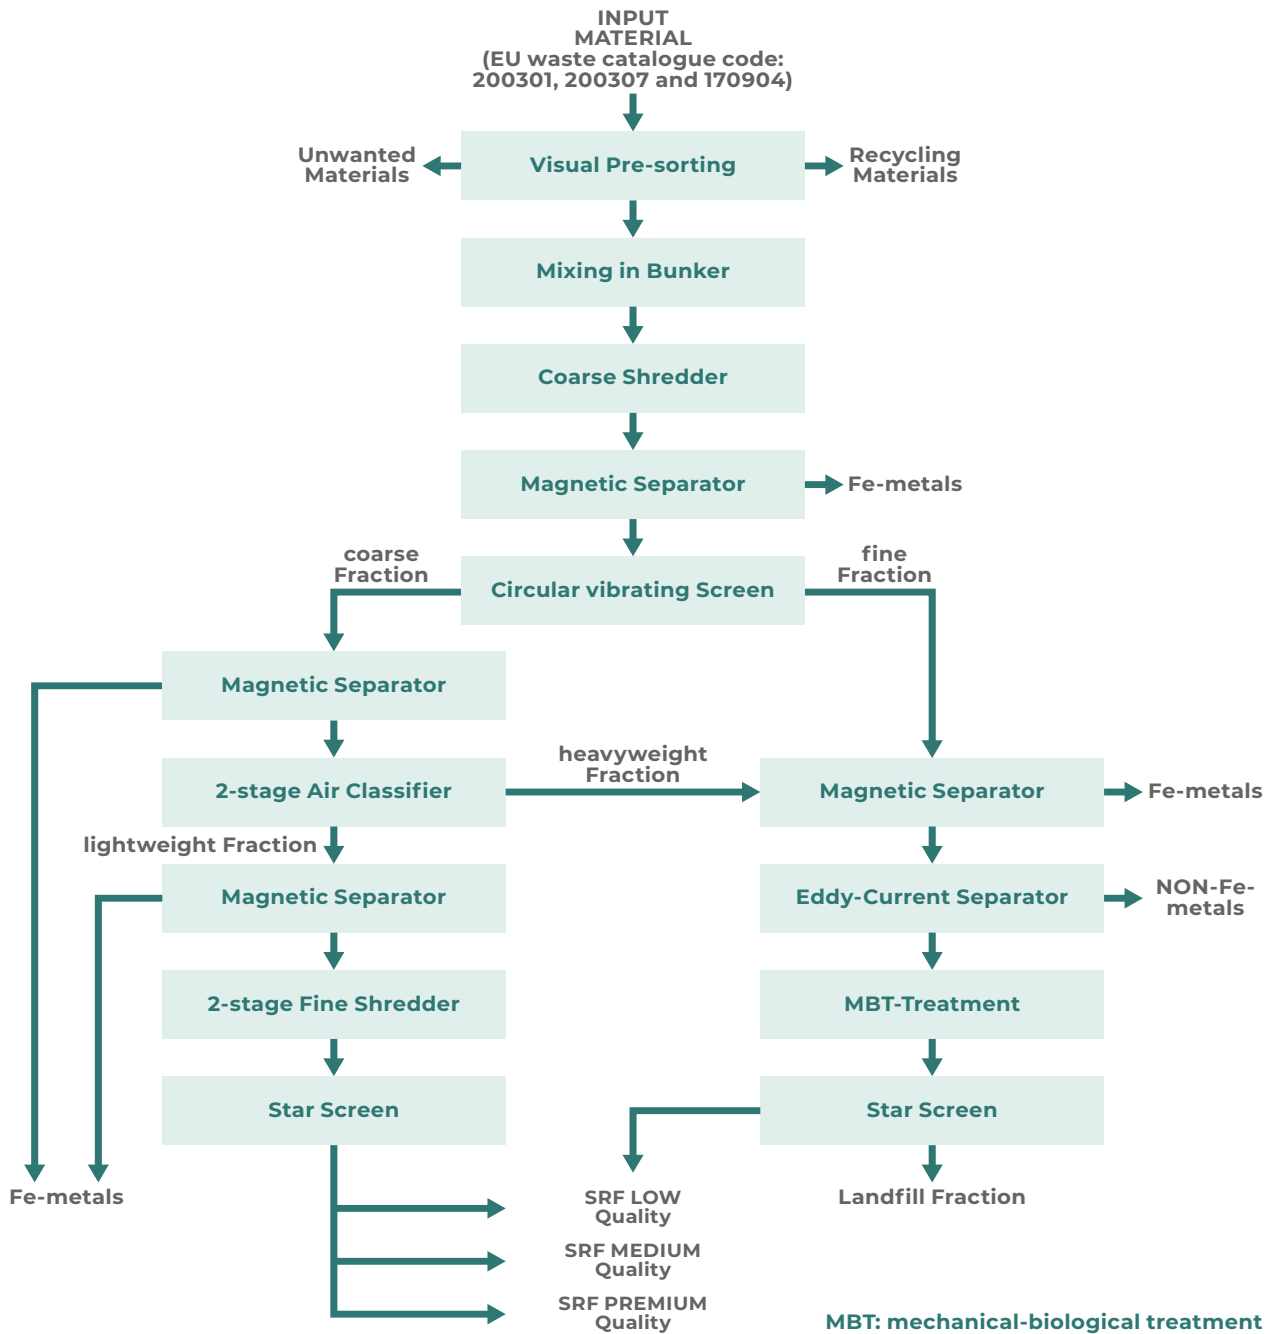 INPUT
MATERIAL
(EU waste catalogue code:
200301, 200307 and 170904)
Unwanted
Materials
Visual Pre-sorting
Recycling
Materials
Mixing in Bunker
Coarse Shredder
Magnetic Separator
Fe-metals
coarse
Fraction
fine
Fraction
Circular vibrating Screen
Magnetic Separator
heavyweight
Fraction
2-stage Air Classifier
Magnetic Separator
Fe-metals
lightweight Fraction
Magnetic Separator
Eddy-Current Separator
NON-Fe-
metals
2-stage Fine Shredder
MBT-Treatment
Star Screen
Star Screen
Fe-metals
SRF LOW
Quality
Landfill Fraction
SRF MEDIUM
Quality
SRF PREMIUM
Quality
MBT: mechanical-biological treatment